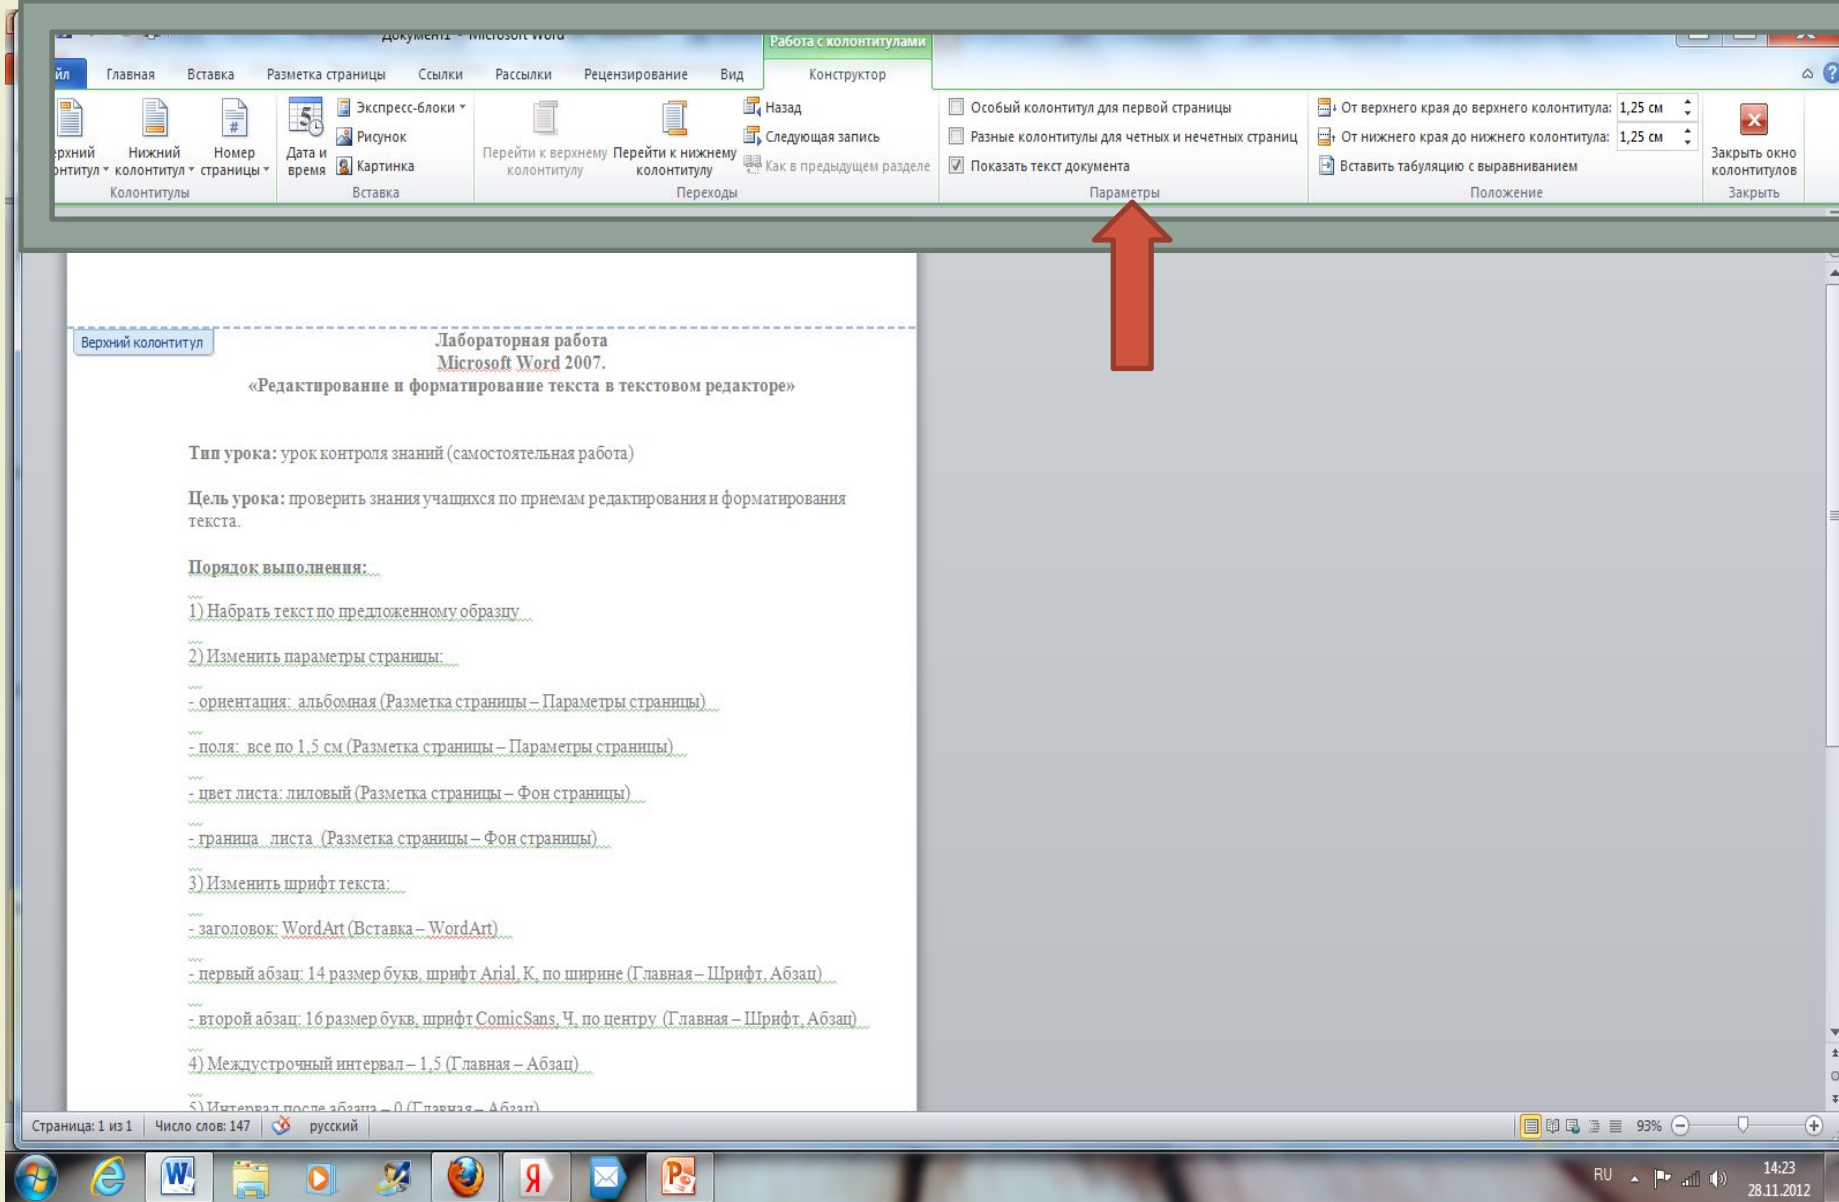 Документ1 - Microsoft Word
Работа с колонтитулами
Главная Вставка Разметка страницы Ссылки Рассылки Рецензирование Вид Конструктор
Нижний колонтитул
Номер страницы
Колонтитулы
Дата и время
Экспресс-блоки
Рисунок
Картинка
Вставка
Перейти к верхнему колонтитулу
Перейти к нижнему колонтитулу
Назад
Следующая запись
Как в предыдущем разделе
Переходы
Особый колонтитул для первой страницы
Разные колонтитулы для четных и нечетных страниц
Показать текст документа
Параметры
От верхнего края до верхнего колонтитула: 1,25 см
От нижнего края до нижнего колонтитула: 1,25 см
Вставить табуляцию с выравниванием
Положение
Закрыть окно колонтитулов
Закрыть
Верхний колонтитул
Лабораторная работа
Microsoft Word 2007.
«Редактирование и форматирование текста в текстовом редакторе»
Тип урока: урок контроля знаний (самостоятельная работа)
Цель урока: проверить знания учащихся по приемам редактирования и форматирования
текста.
Порядок выполнения:
1) Набрать текст по предложенному образцу
2) Изменить параметры страницы:
- ориентация: альбомная (Разметка страницы – Параметры страницы)
- поля: все по 1,5 см (Разметка страницы – Параметры страницы)
- цвет листа: лиловый (Разметка страницы – Фон страницы)
- граница листа (Разметка страницы – Фон страницы)
3) Изменить шрифт текста:
- заголовок: WordArt (Вставка – WordArt)
- первый абзац: 14 размер букв, шрифт Arial, К, по ширине (Главная – Шрифт, Абзац)
- второй абзац: 16 размер букв, шрифт ComicSans, Ч, по центру (Главная – Шрифт, Абзац)
4) Междустрочный интервал – 1,5 (Главная – Абзац)
5) Интервал после абзаца – 0 (Главная – Абзац)
Страница: 1 из 1 Число слов: 147 русский 93%
RU 14:23
28.11.2012